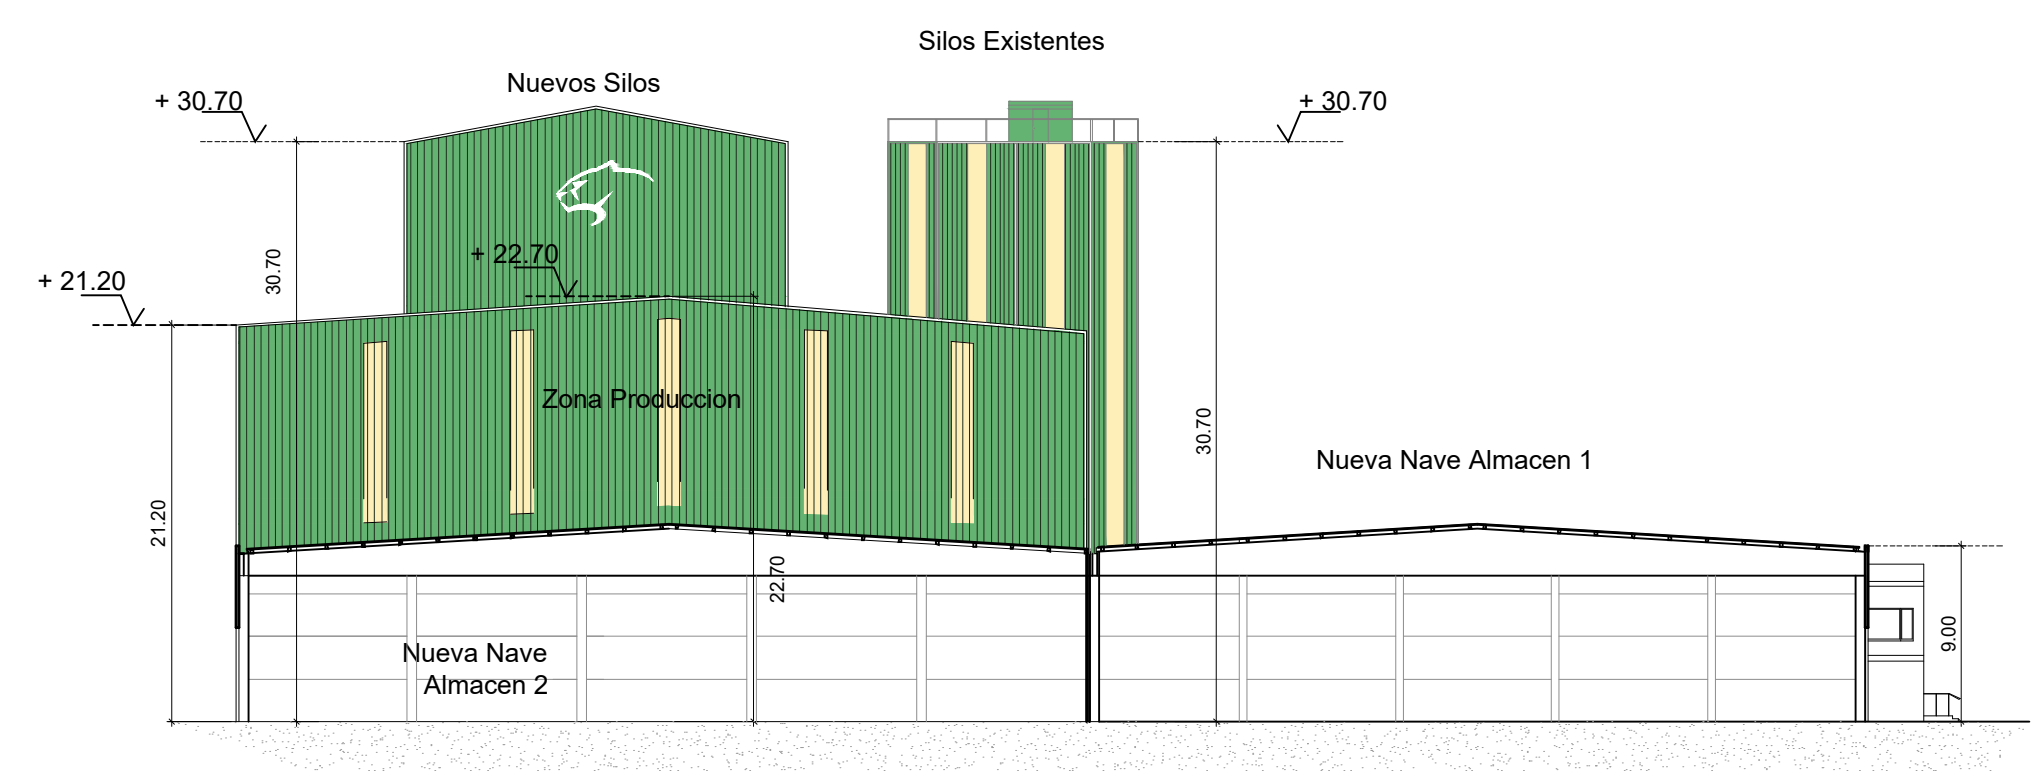 Silos Existentes
Nuevos Silos
+ 30.70
+ 30.70
+ 22.70
30.70
+ 21.20
Zona Produccion
30.70
Nueva Nave Almacen 1
21.20
22.70
9.00
Nueva Nave
Almacen 2